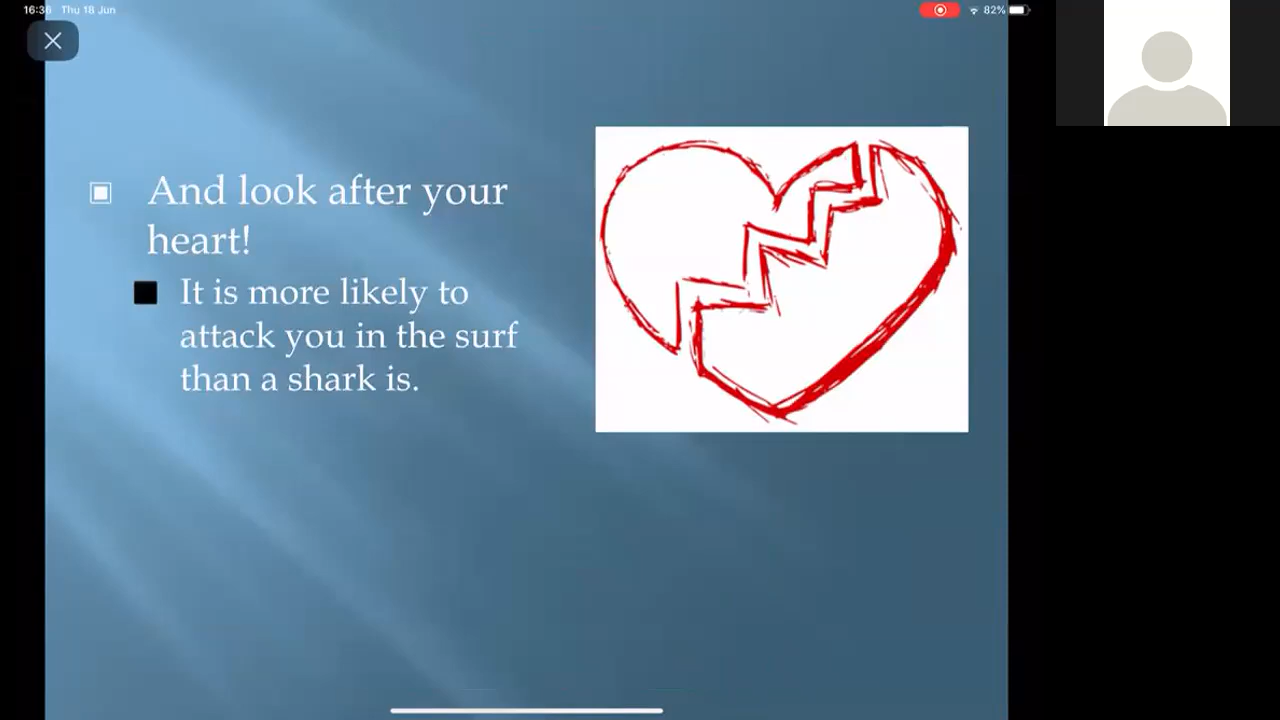 16:36 Thu 18 Jun
82%
And look after your
heart!
It is more likely to
attack you in the surf
than a shark is.